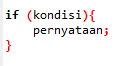 if (kondisi){
    pernyataan;
}